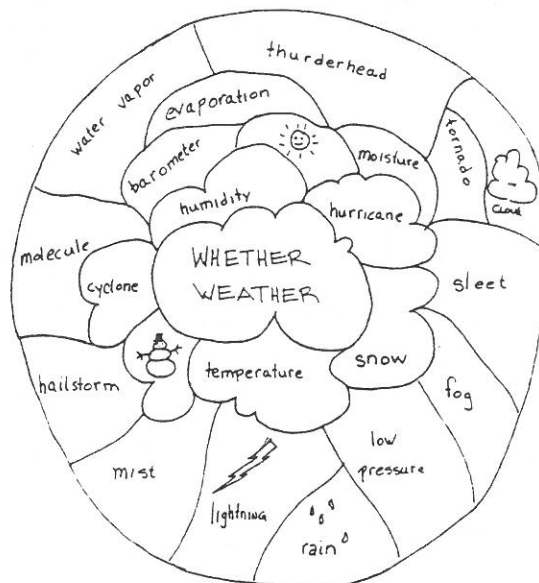 thurderhead
water vapor
evaporation
tornado
barometer
moisture
cloud
humidity
hurricane
molecule
WHETHER
WEATHER
cyclone
sleet
snow
temperature
hailstorm
fog
low
pressure
mist
lightning
rain